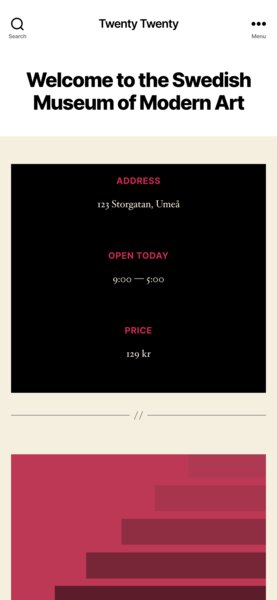 Twenty Twenty
Search
Menu
Welcome to the Swedish
Museum of Modern Art
ADDRESS
123 Storgatan, Umeå
OPEN TODAY
9:00 — 5:00
PRICE
129 kr
//